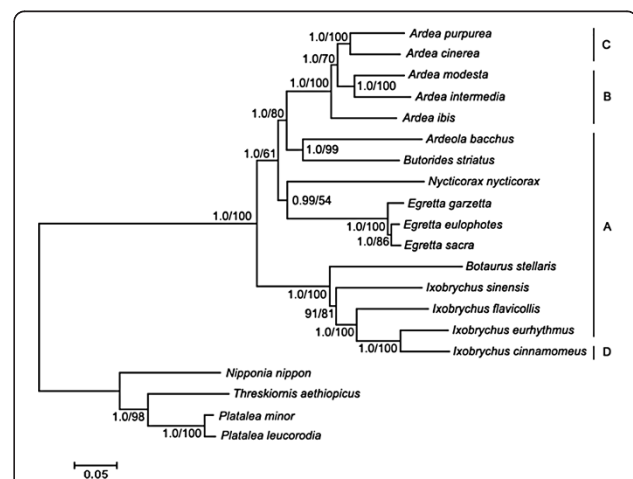 Ardea purpurea
1.0/100
C
Ardea cinerea
1.0/70
Ardea modesta
1.0/100
1.0/100
B
Ardea intermedia
1.0/80
Ardea ibis
Ardeola bacchus
1.0/61
1.0/99
Butorides striatus
Nycticorax nycticorax
0.99/54
Egretta garzetta
1.0/100
1.0/100
Egretta eulophotes
A
1.0/86
Egretta sacra
Botaurus stellaris
1.0/100
Ixobrychus sinensis
91/81
Ixobrychus flavicollis
1.0/100
Ixobrychus eurhythmus
1.0/100
Ixobrychus cinnamomeus
D
Nipponia nippon
Threskiornis aethiopicus
1.0/98
Platalea minor
1.0/100
Platalea leucorodia
0.05